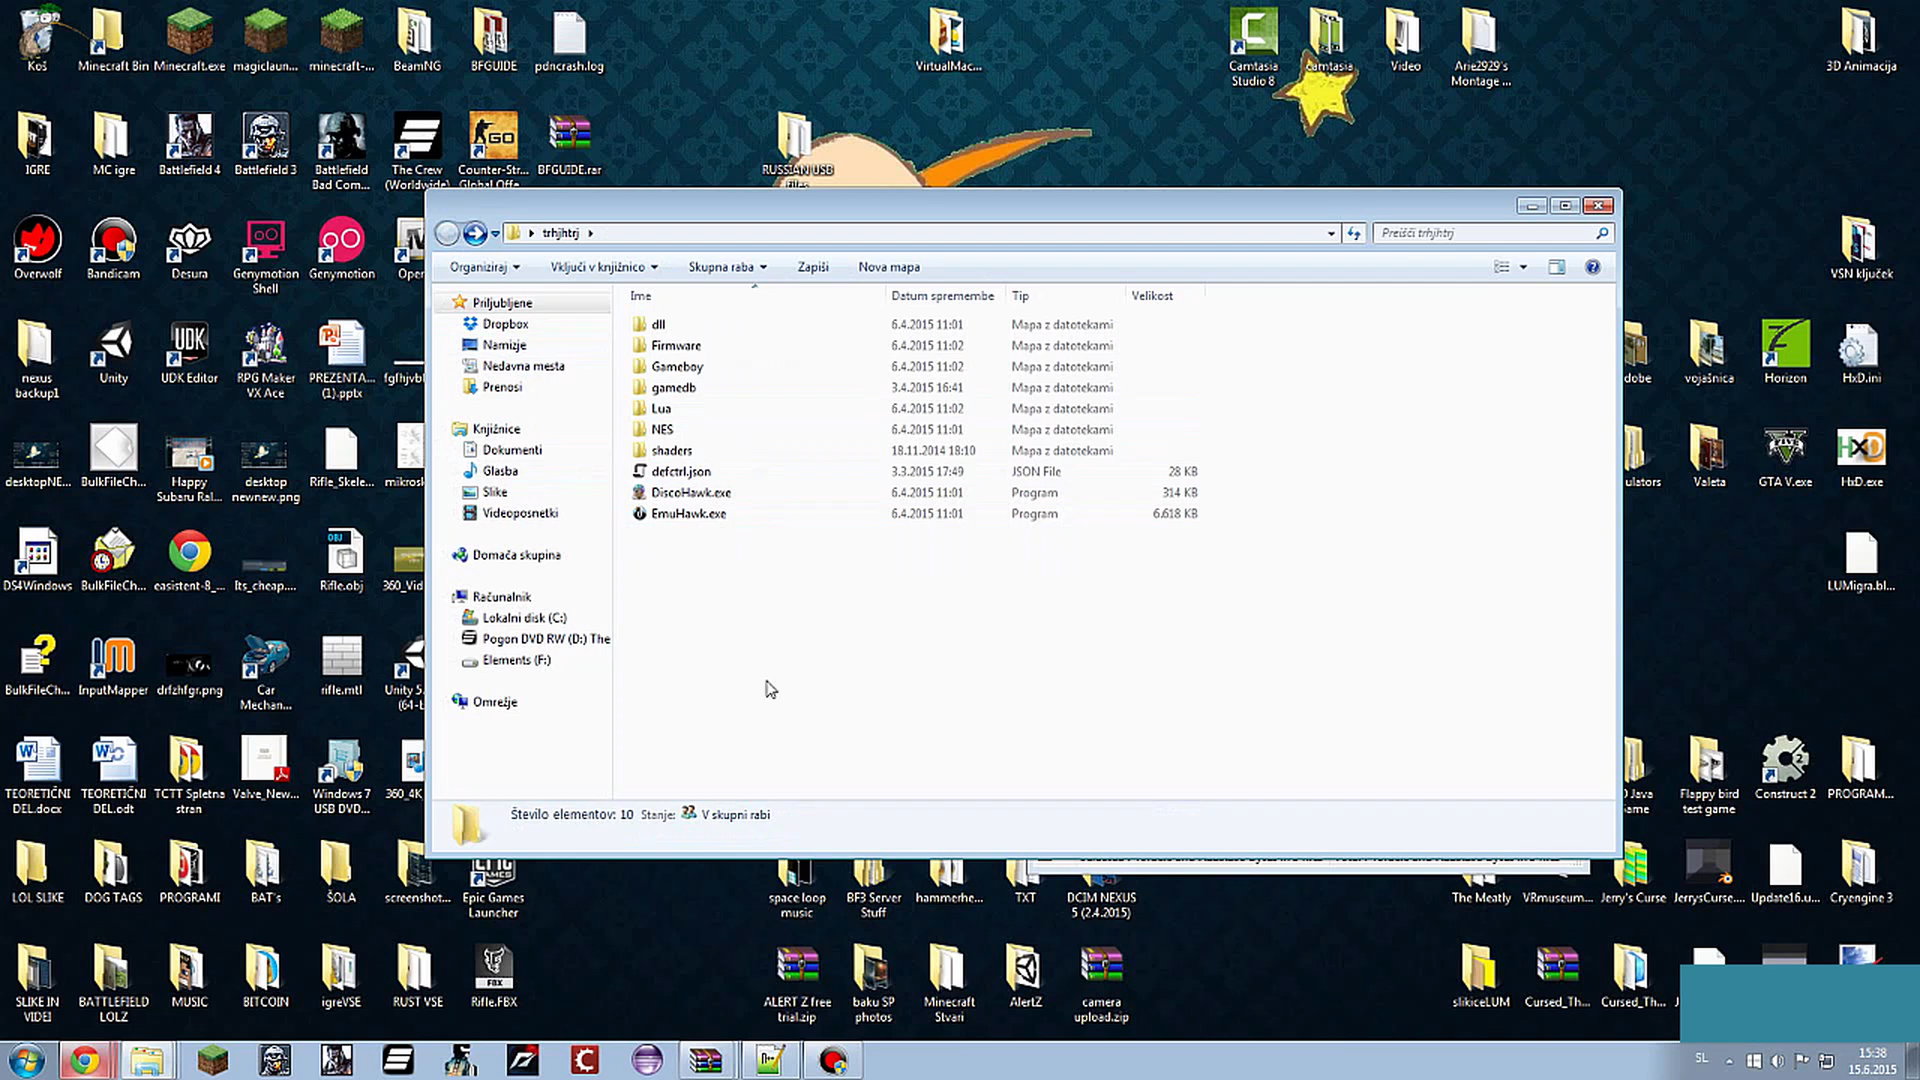 Koš
Minecraft Bin
Minecraft.exe
magiclaun...
minecraft-...
BeamNG
BFGUIDE
pdncrash.log
VirtualMac...
Camtasia
Studio 8
camtasia
Video
Arie2929's
Montage ...
3D Animacija
IGRE
MC igre
Battlefield 4
Battlefield 3
Battlefield
Bad Com...
The Crew
(Worldwide)
Counter-Str...
Global Offe...
BFGUIDE.rar
RUSSIAN USB
files
Overwolf
Bandicam
Desura
Genymotion
Shell
Genymotion
VSN ključek
nexus
backup1
Unity
UDK Editor
RPG Maker
VX Ace
PREZENTA...
(1).pptx
vojašnica
Horizon
HxD.ini
desktopNE...
BulkFileCh...
Happy
Subaru Ral...
desktop
newnew.png
Rifle_Skele...
Valeta
GTA V.exe
HxD.exe
DS4Windows
BulkFileCh...
easistent-8_...
Its_cheap....
Rifle.obj
LUMigra.bl...
BulkFileCh...
InputMapper
drfzhfgr.png
Car
Mechan...
rifle.mtl
TEORETIČNI
DEL.docx
TEORETIČNI
DEL.odt
TCTT Spletna
stran
Valve_New...
Windows 7
USB DVD...
Flappy bird
test game
Construct 2
PROGRAM...
trhjhtrj
Preišči trhjhtrj
Organiziraj
Vključi v knjižnico
Skupna raba
Zapiši
Nova mapa
Priljubljene
Dropbox
Namizje
Nedavna mesta
Prenosi
Knjižnice
Dokumenti
Glasba
Slike
Videoposnetki
Domača skupina
Računalnik
Lokalni disk (C:)
Pogon DVD RW (D:) The
Elements (F:)
Omrežje
Ime Datum spremembe Tip Velikost
dll 6.4.2015 11:01 Mapa z datotekami
Firmware 6.4.2015 11:02 Mapa z datotekami
Gameboy 6.4.2015 11:02 Mapa z datotekami
gamedb 3.4.2015 16:41 Mapa z datotekami
Lua 6.4.2015 11:02 Mapa z datotekami
NES 6.4.2015 11:01 Mapa z datotekami
shaders 18.11.2014 18:10 Mapa z datotekami
defctrl.json 3.3.2015 17:49 JSON File 28 KB
DiscoHawk.exe 6.4.2015 11:01 Program 314 KB
EmuHawk.exe 6.4.2015 11:01 Program 6.618 KB
Število elementov: 10 Stanje: V skupni rabi
LOL SLIKE
DOG TAGS
PROGRAMI
BAT's
ŠOLA
screenshot...
Epic Games
Launcher
space loop
music
BF3 Server
Stuff
hammerhe...
TXT
DCIM NEXUS
5 (2.4.2015)
The Meatly
VRmuseum...
Jerry's Curse
JerrysCurse....
Update16.u...
Cryengine 3
SLIKE IN
VIDEJI
BATTLEFIELD
LOLZ
MUSIC
BITCOIN
igreVSE
RUST VSE
Rifle.FBX
ALERT Z free
trial.zip
baku SP
photos
Minecraft
Stvari
AlertZ
camera
upload.zip
slikiceLUM
Cursed_Th...
Cursed_Th...
SL
15:38
15.6.2015